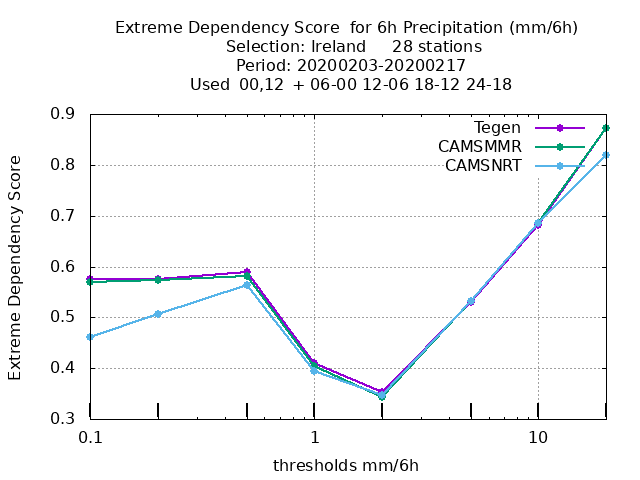 Extreme Dependency Score  for 6h Precipitation (mm/6h)
Selection: Ireland     28 stations
Period: 20200203-20200217
Used  00,12  + 06-00 12-06 18-12 24-18
Extreme Dependency Score
0.9
0.8
0.7
0.6
0.5
0.4
0.3
Tegen
CAMSMMR
CAMSNRT
0.1 1 10
thresholds mm/6h